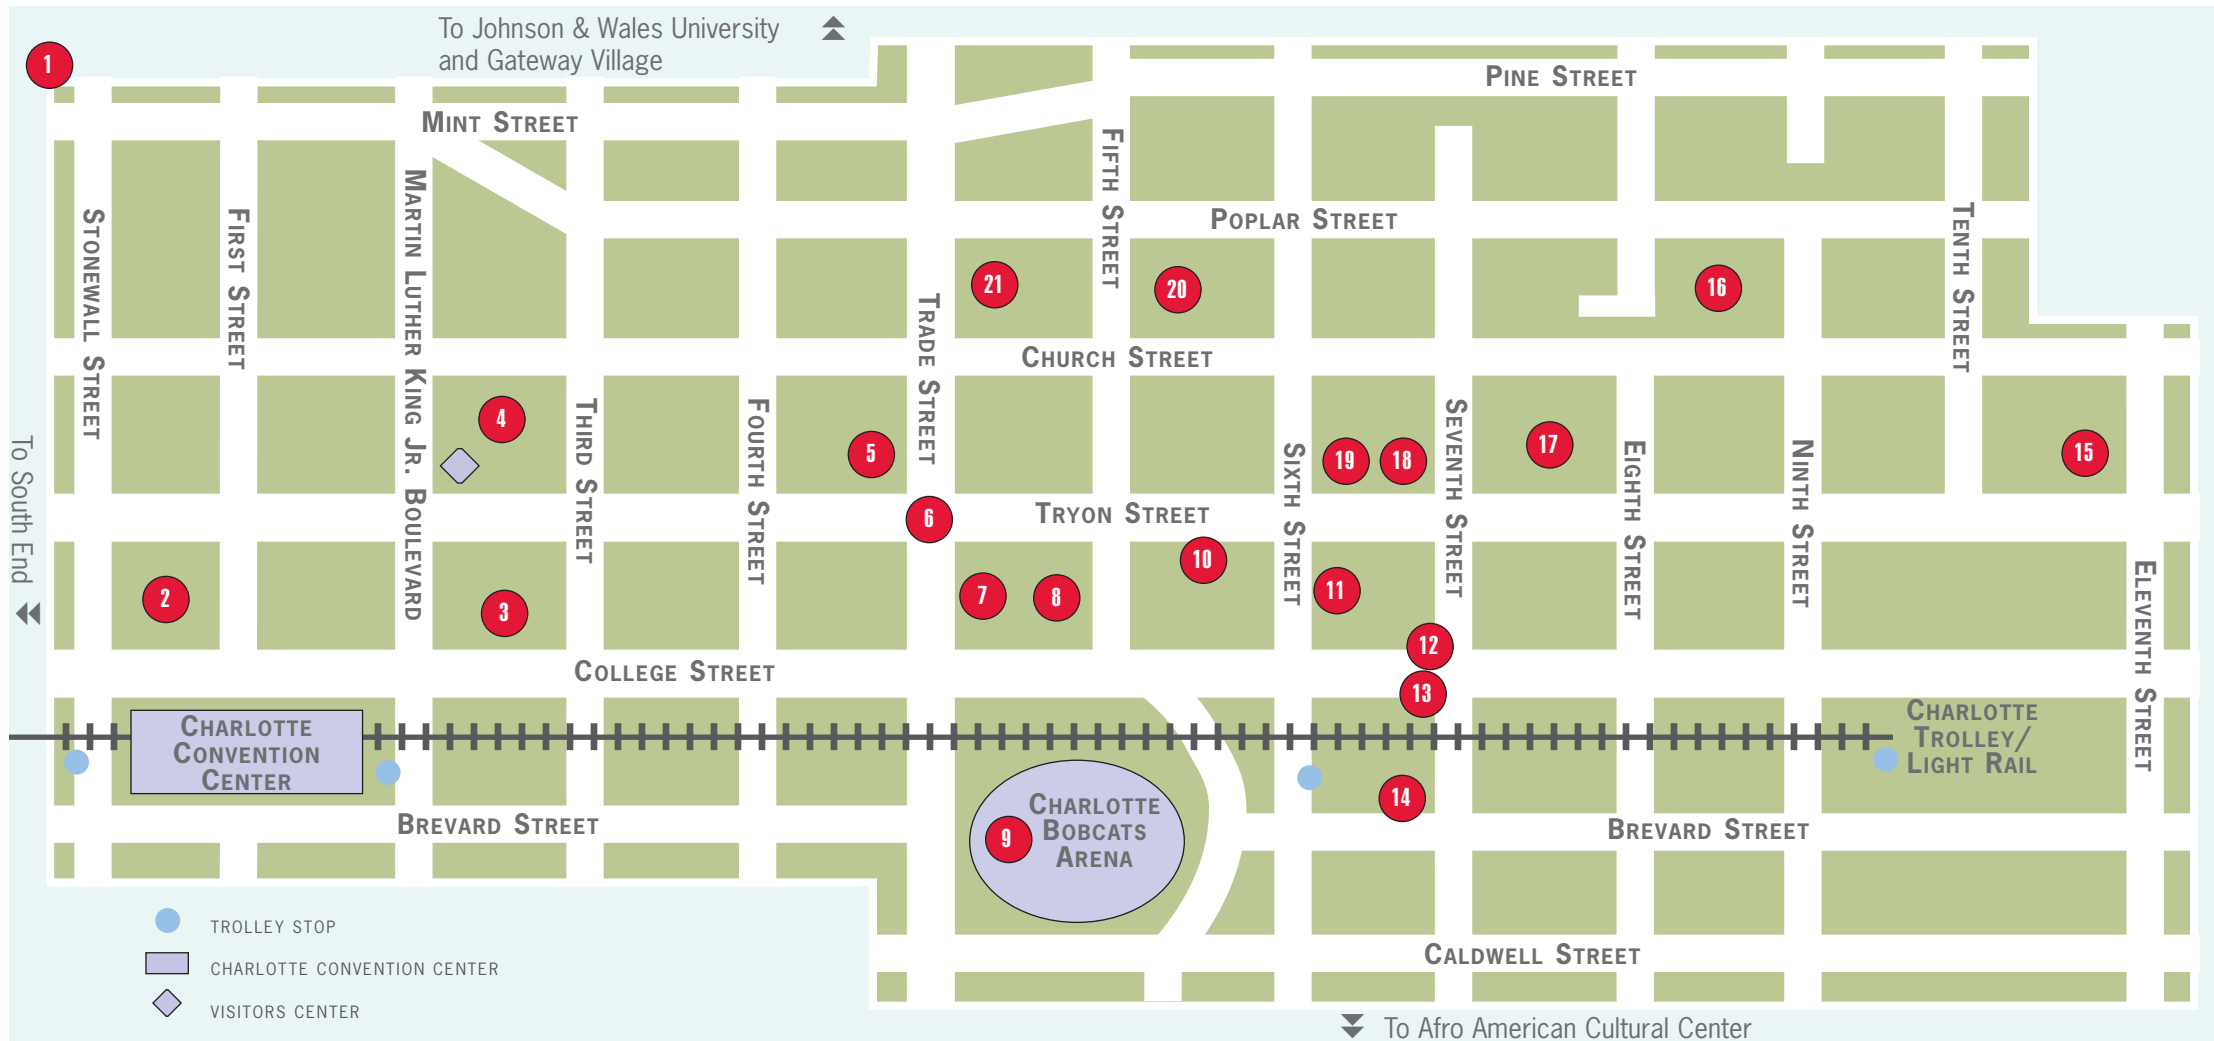 To Johnson & Wales University
and Gateway Village
1
PINE STREET
MINT STREET
FIFTH STREET
MARTIN LUTHER KING JR. BOULEVARD
STONEWALL STREET
FIRST STREET
POPLAR STREET
TENTH STREET
21
20
16
TRADE STREET
CHURCH STREET
4
THIRD STREET
FOURTH STREET
5
SIXTH STREET
19
18
SEVENTH STREET
17
EIGHTH STREET
NINTH STREET
15
To South End
6
TRYON STREET
10
2
3
7
8
11
12
ELEVENTH STREET
COLLEGE STREET
13
CHARLOTTE
CONVENTION
CENTER
CHARLOTTE
TROLLEY/
LIGHT RAIL
14
9
CHARLOTTE
BOBCATS
ARENA
BREVARD STREET
BREVARD STREET
TROLLEY STOP
CHARLOTTE CONVENTION CENTER
VISITORS CENTER
CALDWELL STREET
To Afro American Cultural Center